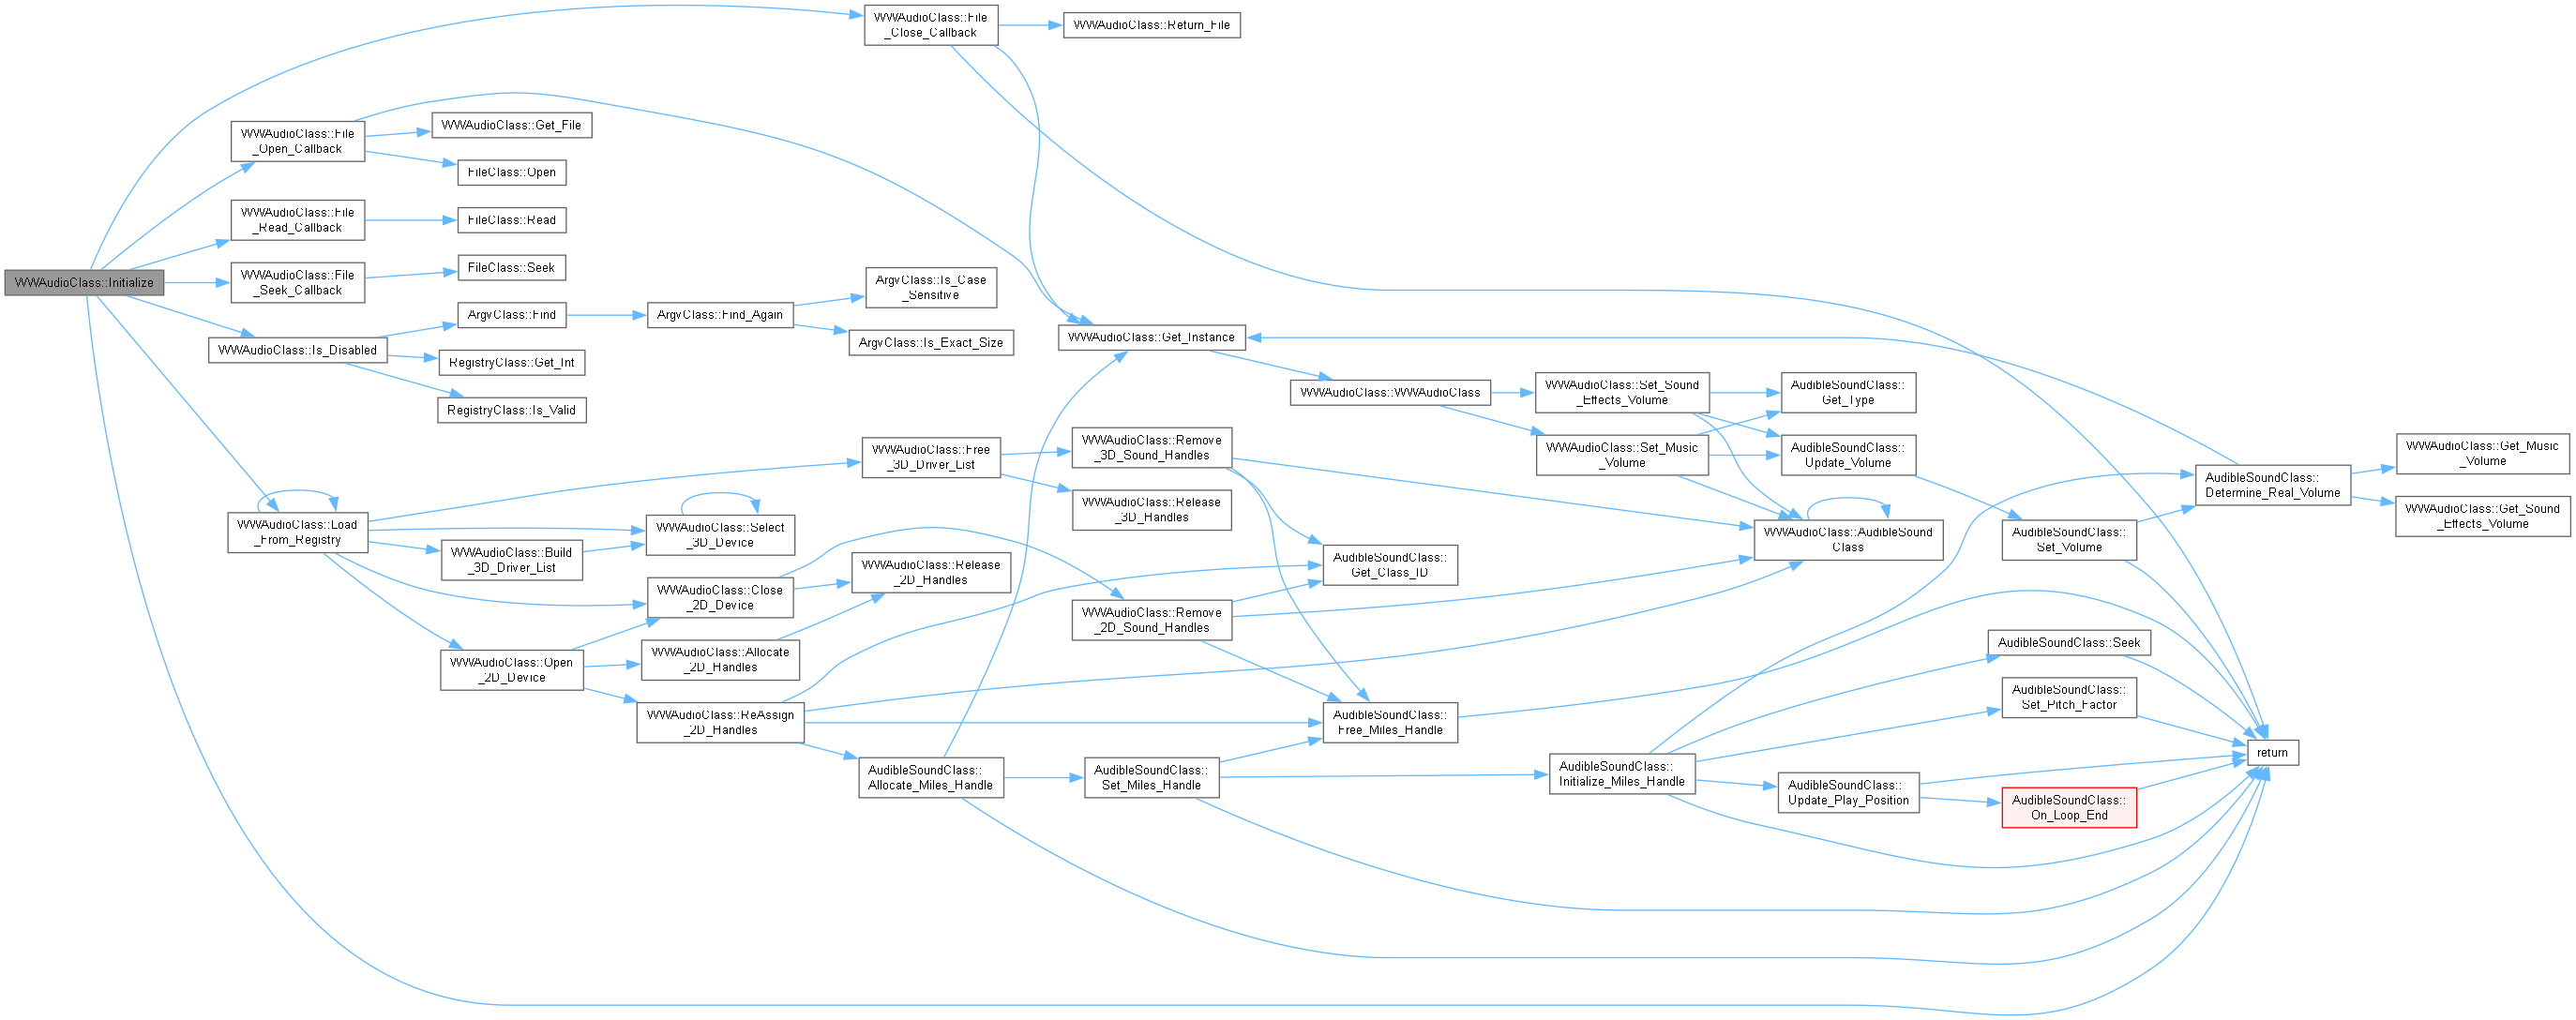 WWAudioClass::Initialize
WWAudioClass::File
_Close_Callback
WWAudioClass::Return_File
WWAudioClass::File
_Open_Callback
WWAudioClass::Get_File
FileClass::Open
WWAudioClass::File
_Read_Callback
FileClass::Read
WWAudioClass::File
_Seek_Callback
FileClass::Seek
WWAudioClass::Is_Disabled
ArgvClass::Find
ArgvClass::Find_Again
ArgvClass::Is_Case
_Sensitive
ArgvClass::Is_Exact_Size
RegistryClass::Get_Int
RegistryClass::Is_Valid
WWAudioClass::Get_Instance
WWAudioClass::WWAudioClass
WWAudioClass::Set_Sound
_Effects_Volume
WWAudioClass::Set_Music
_Volume
AudibleSoundClass::
Get_Type
AudibleSoundClass::
Update_Volume
WWAudioClass::AudibleSound
Class
AudibleSoundClass::
Set_Volume
AudibleSoundClass::
Determine_Real_Volume
WWAudioClass::Get_Music
_Volume
WWAudioClass::Get_Sound
_Effects_Volume
WWAudioClass::Load
_From_Registry
WWAudioClass::Free
_3D_Driver_List
WWAudioClass::Remove
_3D_Sound_Handles
WWAudioClass::Release
_3D_Handles
WWAudioClass::Select
_3D_Device
WWAudioClass::Build
_3D_Driver_List
WWAudioClass::Close
_2D_Device
WWAudioClass::Release
_2D_Handles
WWAudioClass::Remove
_2D_Sound_Handles
AudibleSoundClass::
Get_Class_ID
WWAudioClass::Open
_2D_Device
WWAudioClass::Allocate
_2D_Handles
WWAudioClass::ReAssign
_2D_Handles
AudibleSoundClass::
Allocate_Miles_Handle
AudibleSoundClass::
Set_Miles_Handle
AudibleSoundClass::
Free_Miles_Handle
AudibleSoundClass::
Initialize_Miles_Handle
AudibleSoundClass::Seek
AudibleSoundClass::
Set_Pitch_Factor
AudibleSoundClass::
Update_Play_Position
AudibleSoundClass::
On_Loop_End
return